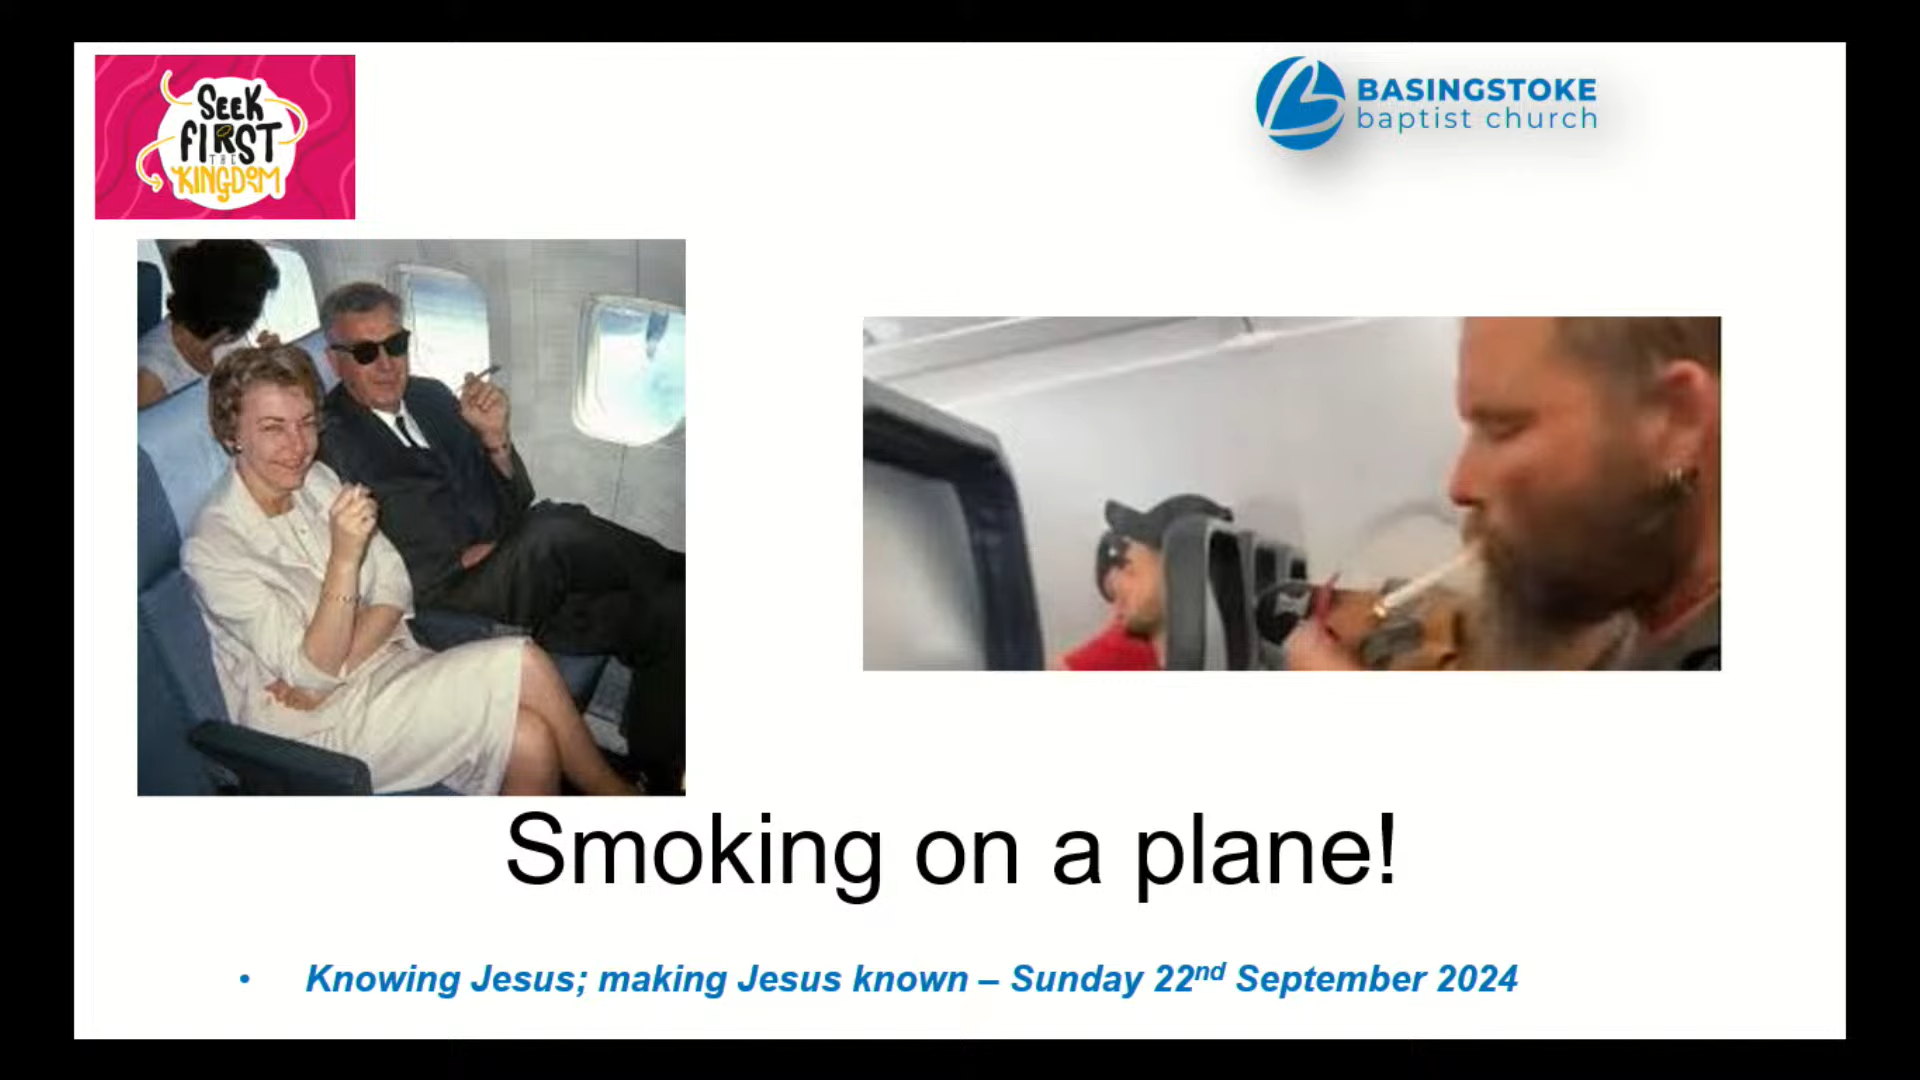 SEEK
FIRST
THE
KINGDOM
BASINGSTOKE
baptist church
Smoking on a plane!
• Knowing Jesus; making Jesus known – Sunday 22nd September 2024